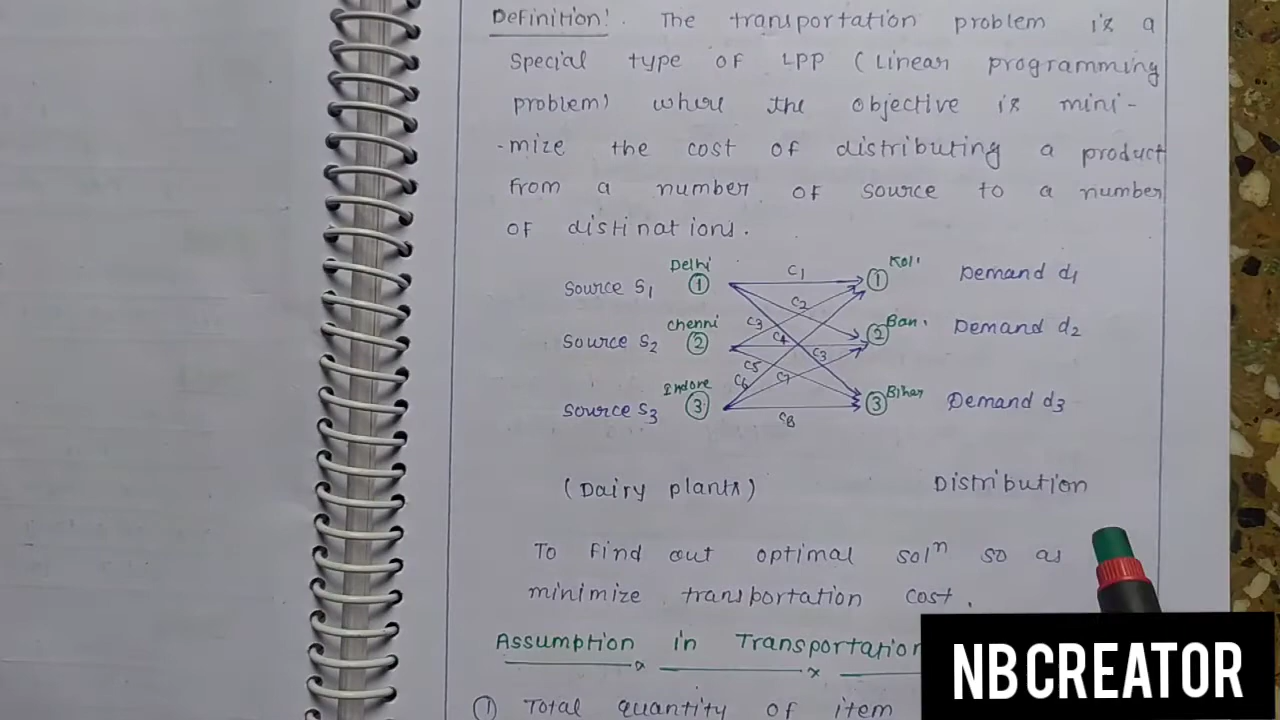 Definition!. The transportation problem is a
special type of LPP (Linear programming
problem) where the objective is mini-
-mize the cost of distributing a product
from a number of source to a number
of distinations.
Source S1 Delhi 1 C1 1 Kol. Demand d1
C2
Source S2 Chenni 2 C3 C4 C3 2 Ban. Demand d2
C5 C6 C7
Source S3 Indore 3 C8 3 Bihar Demand d3
(Dairy plants) Distribution
To find out optimal solⁿ so as
minimize transportation cost.
Assumption in Transportation
1 Total quantity of item
NB CREATOR